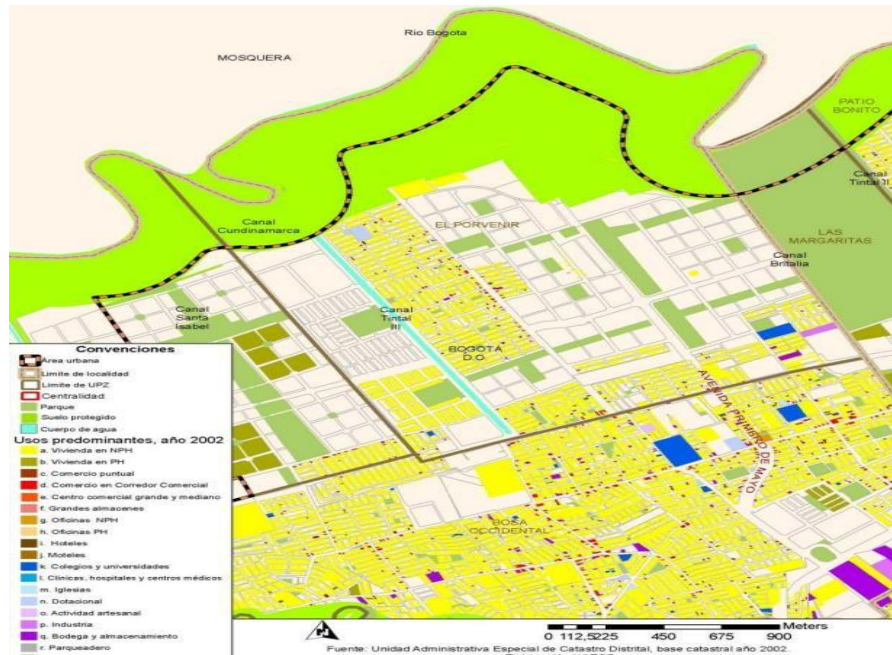 Rio Bogota
MOSQUERA
PATIO
BONITO
Canal
Tintal II
Canal
Cundinamarca
EL PORVENIR
LAS
MARGARITAS
Canal
Britalia
Canal
Santa
Isabel
Canal
Tintal
III
BOGOTA
D.C
AVENIDA PRIMERO DE MAYO
BOSA
OCCIDENTAL
Convenciones
Área urbana
Limite de localidad
Limite de UPZ
Centralidad
Parque
Suelo protegido
Cuerpo de agua
Usos predominantes, año 2002
a. Vivienda en NPH
b. Vivienda en PH
c. Comercio puntual
d. Comercio en Corredor Comercial
e. Centro comercial grande y mediano
f. Grandes almacenes
g. Oficinas NPH
h. Oficinas PH
i. Hoteles
j. Moteles
k. Colegios y universidades
l. Clínicas, hospitales y centros médicos
m. Iglesias
n. Dotacional
o. Actividad artesanal
p. Industria
q. Bodega y almacenamiento
r. Parqueadero
Meters
0 112,5225 450 675 900
Fuente: Unidad Administrativa Especial de Catastro Distrital, base catastral año 2002.